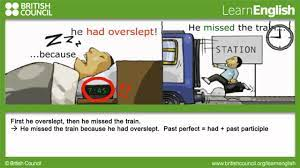 BRITISH
COUNCIL
LearnEnglish
he had overslept!
He missed the train
...because
STATION
7:45
First he overslept, then he missed the train.
→ He missed the train because he had overslept.  Past perfect = had + past participle
© British Council
www.britishcouncil.org/learnenglish